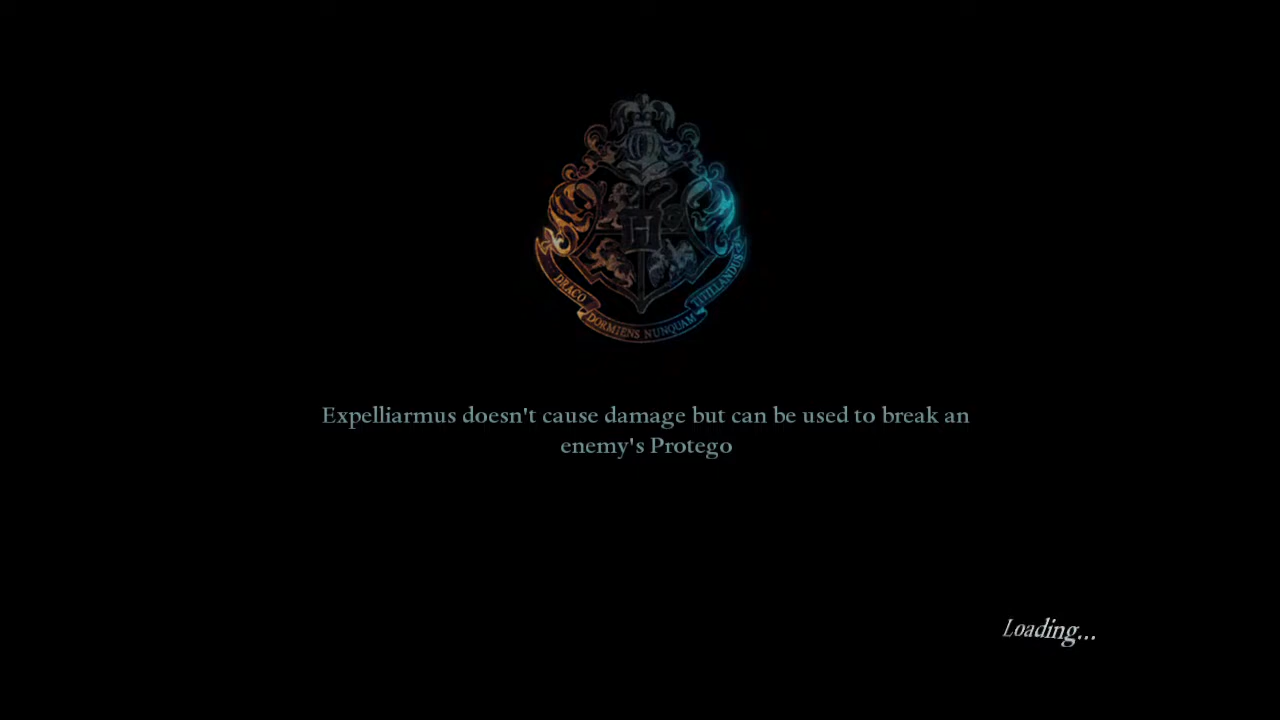 H
DRACO
DORMIENS NUNQUAM
TITILLANDUS
Expelliarmus doesn't cause damage but can be used to break an
enemy's Protego
Loading...